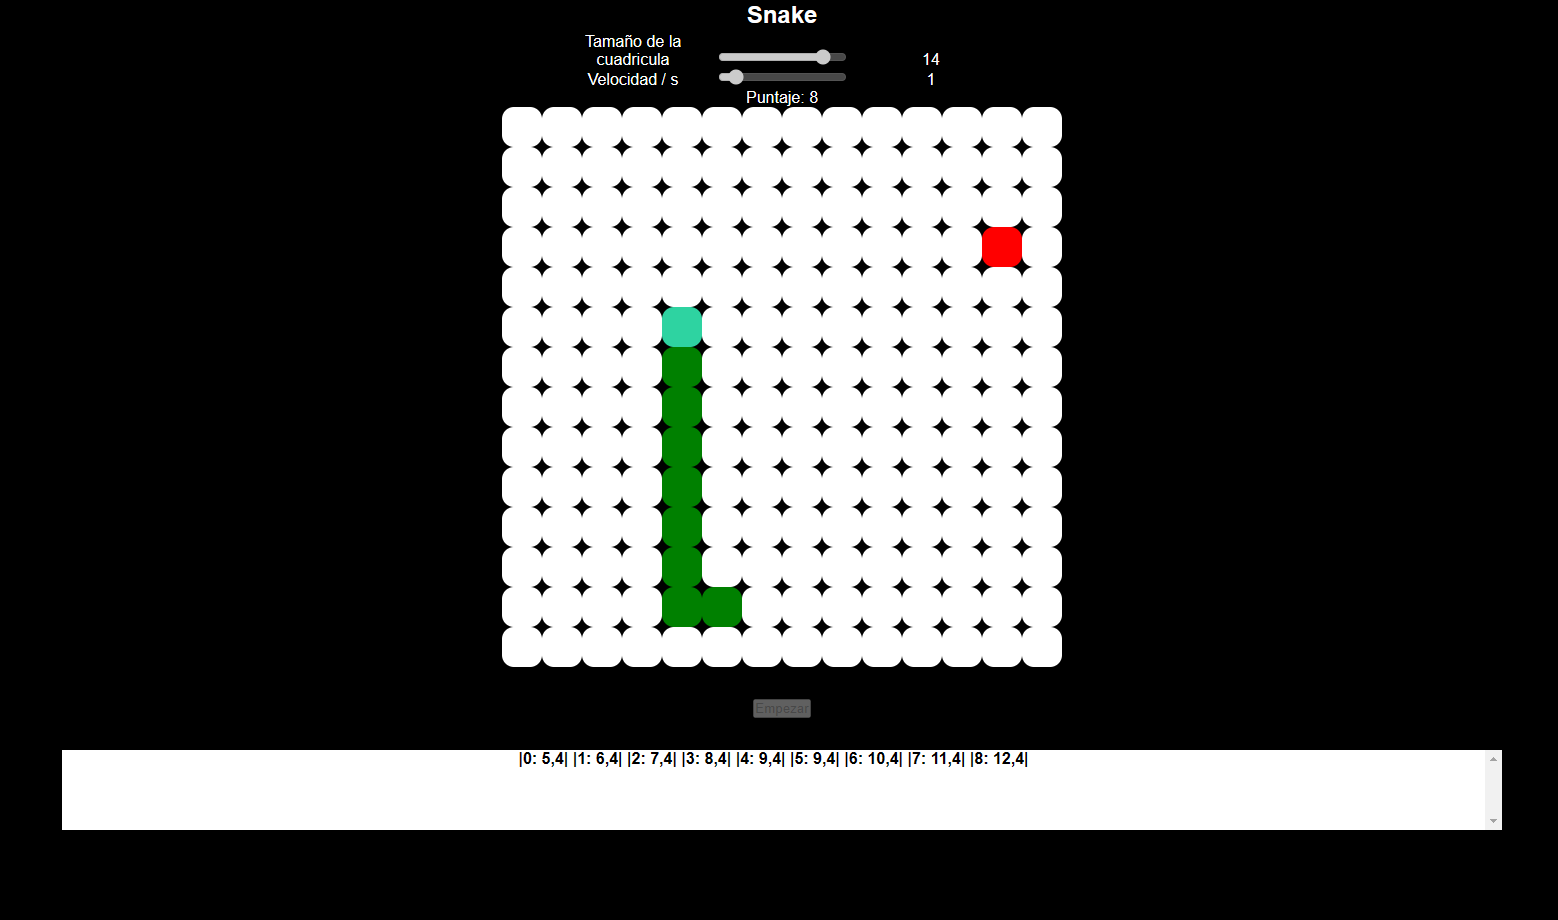 Snake
Tamaño de la
cuadricula
14
Velocidad / s
1
Puntaje: 8
Empezar
|0: 5,4| |1: 6,4| |2: 7,4| |3: 8,4| |4: 9,4| |5: 9,4| |6: 10,4| |7: 11,4| |8: 12,4|